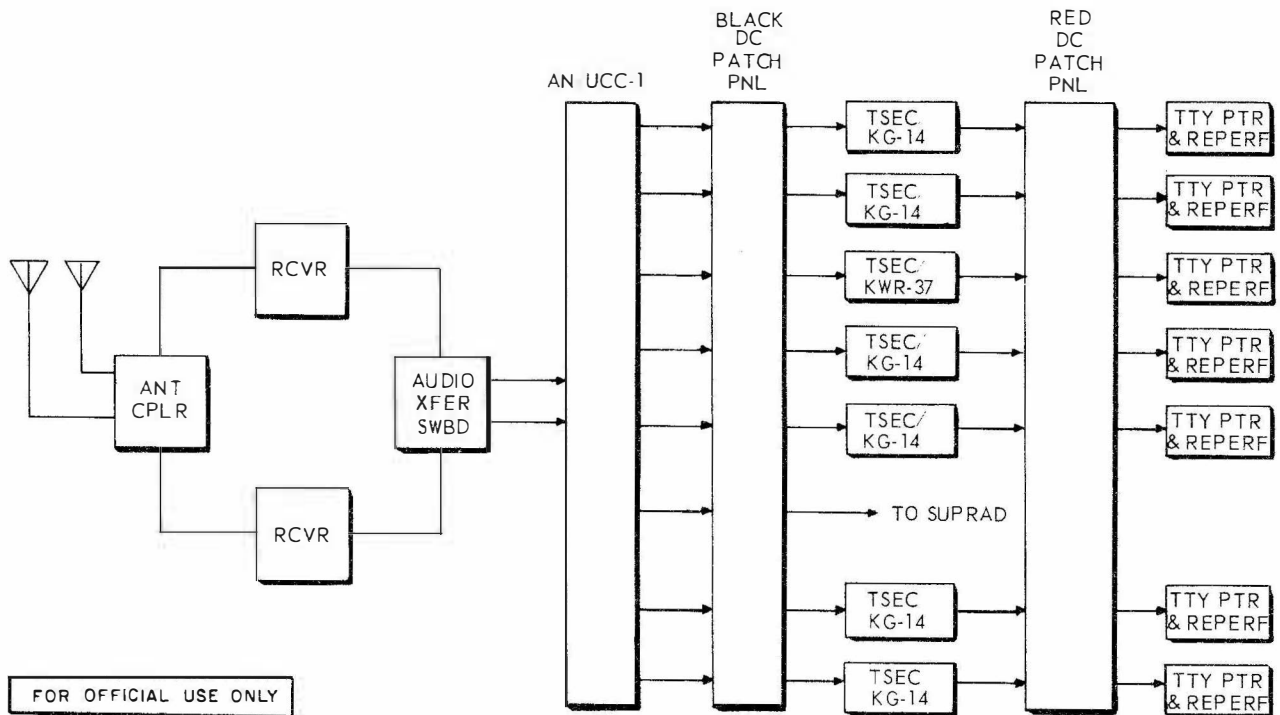 BLACK
DC
PATCH
PNL
RED
DC
PATCH
PNL
AN UCC-1
TSEC
KG-14
TTY PTR
& REPERF
TSEC
KG-14
TTY PTR
& REPERF
RCVR
TSEC/
KWR-37
TTY PTR
& REPERF
ANT
CPLR
AUDIO
XFER
SWBD
TSEC/
KG-14
TTY PTR
& REPERF
TSEC/
KG-14
TTY PTR
& REPERF
RCVR
TO SUPRAD
TSEC
KG-14
TTY PTR
& REPERF
TSEC
KG-14
TTY PTR
& REPERF
FOR OFFICIAL USE ONLY